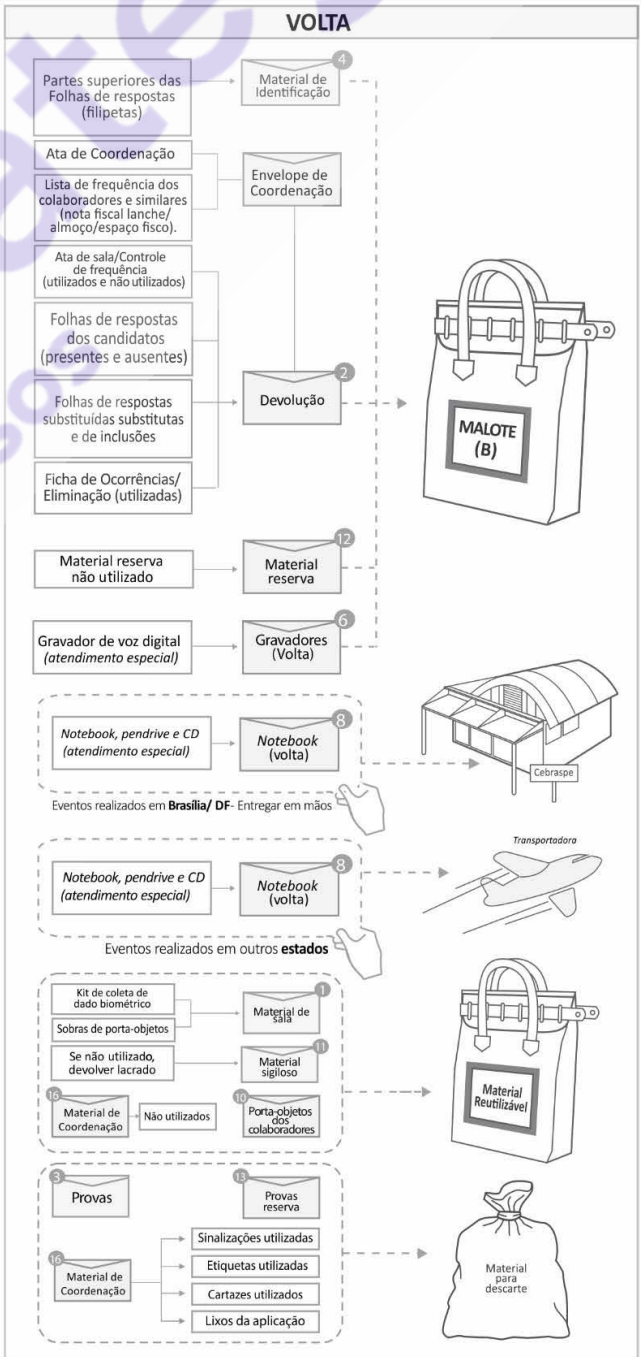 VOLTA
Partes superiores das
Folhas de respostas
(filipetas)
4
Material de
Identificação
Ata de Coordenação
Lista de frequência dos
colaboradores e similares
(nota fiscal lanche/
almoço/espaço fisco).
Envelope de
Coordenação
Ata de sala/Controle
de frequência
(utilizados e não utilizados)
Folhas de respostas
dos candidatos
(presentes e ausentes)
Folhas de respostas
substituídas substitutas
e de inclusões
Ficha de Ocorrências/
Eliminação (utilizadas)
2
Devolução
MALOTE
(B)
Material reserva
não utilizado
12
Material
reserva
Gravador de voz digital
(atendimento especial)
6
Gravadores
(Volta)
Notebook, pendrive e CD
(atendimento especial)
8
Notebook
(volta)
Cebraspe
Eventos realizados em Brasília/ DF- Entregar em mãos
Notebook, pendrive e CD
(atendimento especial)
8
Notebook
(volta)
Transportadora
Eventos realizados em outros estados
Kit de coleta de
dado biométrico
Sobras de porta-objetos
1
Material de
sala
Se não utilizado,
devolver lacrado
11
Material
sigiloso
16
Material de
Coordenação
Não utilizados
10
Porta-objetos
dos
colaboradores
Material
Reutilizável
3
Provas
13
Provas
reserva
16
Material de
Coordenação
Sinalizações utilizadas
Etiquetas utilizadas
Cartazes utilizados
Lixos da aplicação
Material
para
descarte